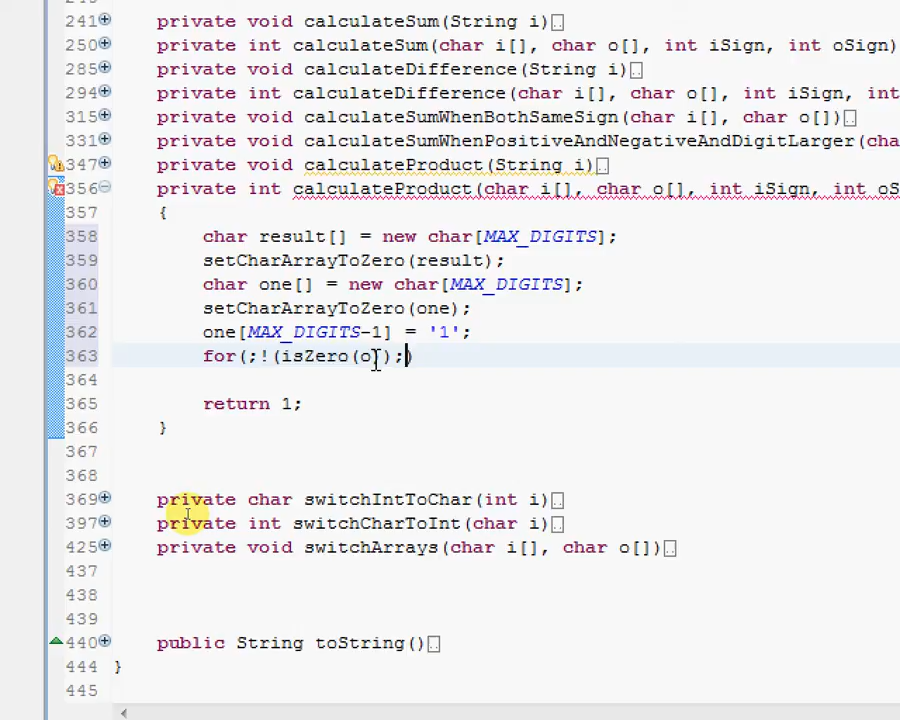 241 private void calculateSum(String i)
250 private int calculateSum(char i[], char o[], int iSign, int oSign)
285 private void calculateDifference(String i)
294 private int calculateDifference(char i[], char o[], int iSign, int
315 private void calculateSumWhenBothSameSign(char i[], char o[])
331 private void calculateSumWhenPositiveAndNegativeAndDigitLarger(cha
347 private void calculateProduct(String i)
356 private int calculateProduct(char i[], char o[], int iSign, int oS
357 {
358 char result[] = new char[MAX_DIGITS];
359 setCharArrayToZero(result);
360 char one[] = new char[MAX_DIGITS];
361 setCharArrayToZero(one);
362 one[MAX_DIGITS-1] = '1';
363 for(;!(isZero(o));)
364
365 return 1;
366 }
367
368
369 private char switchIntToChar(int i)
397 private int switchCharToInt(char i)
425 private void switchArrays(char i[], char o[])
437
438
439
440 public String toString()
444 }
445